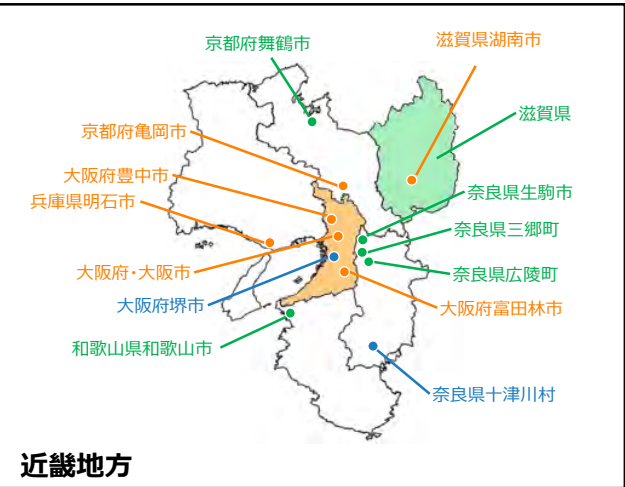 京都府舞鶴市
滋賀県湖南市
滋賀県
京都府亀岡市
大阪府豊中市
兵庫県明石市
奈良県生駒市
奈良県三郷町
大阪府・大阪市
奈良県広陵町
大阪府堺市
大阪府富田林市
和歌山県和歌山市
奈良県十津川村
近畿地方